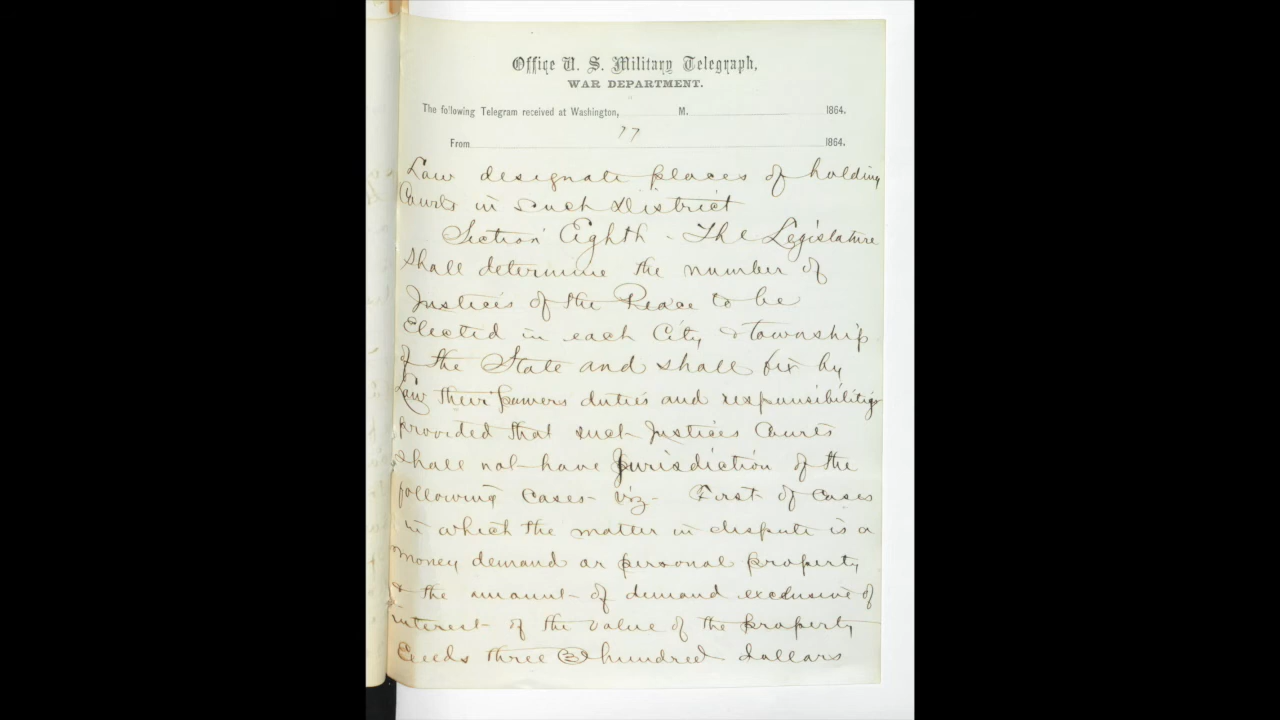 Office U. S. Military Telegraph,
WAR DEPARTMENT.
The following Telegram received at Washington, M. 1864.
77
From 1864.
Law designate places of holding
Courts in such District
Section Eighth - The Legislature
Shall determine the number of
Justices of the Peace to be
Elected in each City & township
of the State and shall fix by
Law their powers duties and responsibilities
provided that such Justices Courts
shall not have Jurisdiction of the
following cases viz - First of cases
in which the matter in dispute is a
money demand or personal property
& the amount of demand exclusive of
interest of the value of the property
Exceeds three hundred dollars